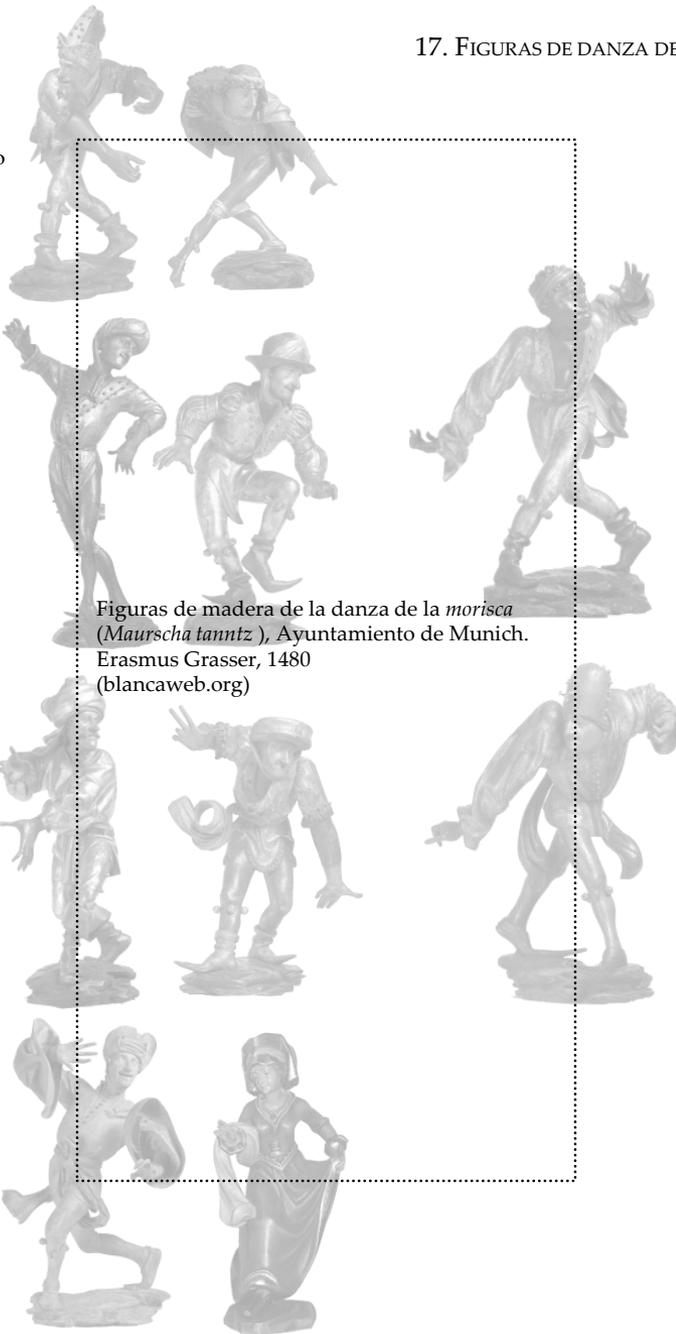 17. FIGURAS DE DANZA DE
o
Figuras de madera de la danza de la morisca
(Maurscha tanntz ), Ayuntamiento de Munich.
Erasmus Grasser, 1480
(blancaweb.org)